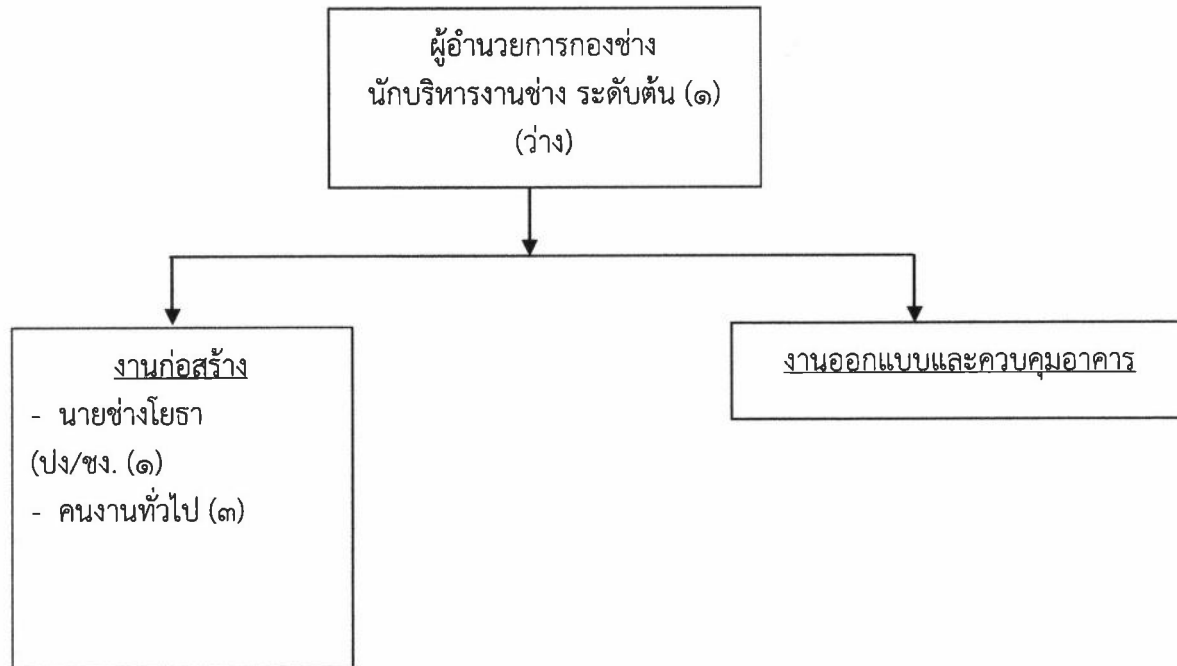 ผู้อำนวยการกองช่าง
นักบริหารงานช่าง ระดับต้น (๑)
(ว่าง)
งานก่อสร้าง
- นายช่างโยธา
(ปง/ชง. (๑)
- คนงานทั่วไป (๓)
งานออกแบบและควบคุมอาคาร